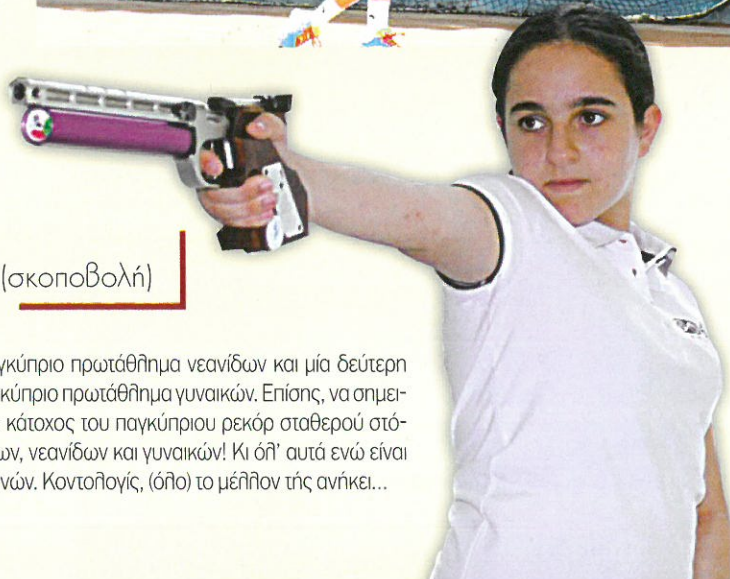 (σκοποβολή)
γκύπριο πρωτάθλημα νεανίδων και μία δεύτερη
κύπριο πρωτάθλημα γυναικών. Επίσης, να σημει-
κάτοχος του παγκύπριου ρεκόρ σταθερού στό-
ων, νεανίδων και γυναικών! Κι όλ' αυτά ενώ είναι
νών. Κοντολογίς, (όλο) το μέλλον τής ανήκει...